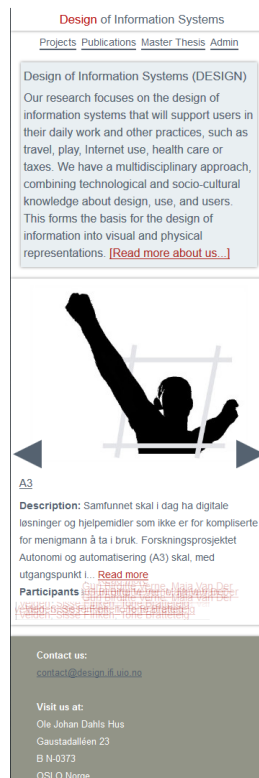 Design of Information Systems
Projects Publications Master Thesis Admin
Design of Information Systems (DESIGN)
Our research focuses on the design of
information systems that will support users in
their daily work and other practices, such as
travel, play, Internet use, health care or
taxes. We have a multidisciplinary approach,
combining technological and socio-cultural
knowledge about design, use, and users.
This forms the basis for the design of
information into visual and physical
representations. [Read more about us...]
A3
Description: Samfunnet skal i dag ha digitale
løsninger og hjelpemidler som ikke er for kompliserte
for menigmann å ta i bruk. Forskningsprosjektet
Autonomi og automatisering (A3) skal, med
utgangspunkt i... Read more
Participants
Contact us:
contact@design.ifi.uio.no
Visit us at:
Ole Johan Dahls Hus
Gaustadalléen 23
B N-0373
OSLO Norge